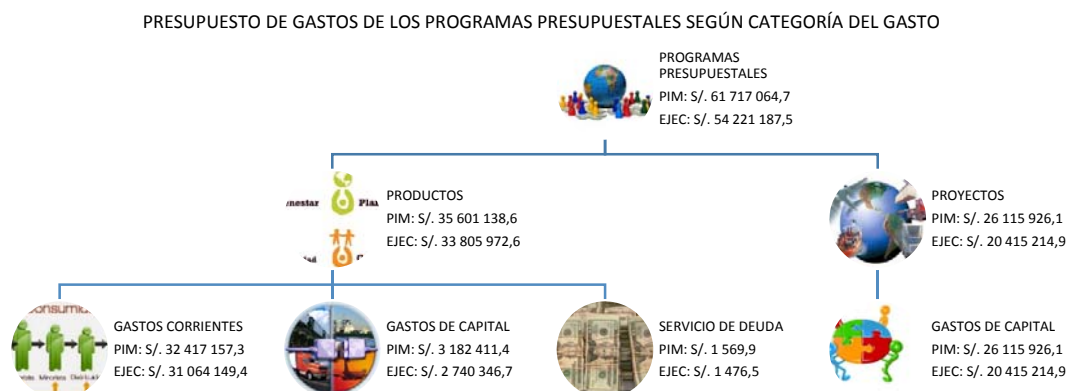 PRESUPUESTO DE GASTOS DE LOS PROGRAMAS PRESUPUESTALES SEGÚN CATEGORÍA DEL GASTO
PROGRAMAS
PRESUPUESTALES
PIM: S/. 61 717 064,7
EJEC: S/. 54 221 187,5
nestar Pla
PRODUCTOS
PIM: S/. 35 601 138,6
EJEC: S/. 33 805 972,6
PROYECTOS
PIM: S/. 26 115 926,1
EJEC: S/. 20 415 214,9
onsumi
GASTOS CORRIENTES
PIM: S/. 32 417 157,3
EJEC: S/. 31 064 149,4
GASTOS DE CAPITAL
PIM: S/. 3 182 411,4
EJEC: S/. 2 740 346,7
SERVICIO DE DEUDA
PIM: S/. 1 569,9
EJEC: S/. 1 476,5
GASTOS DE CAPITAL
PIM: S/. 26 115 926,1
EJEC: S/. 20 415 214,9